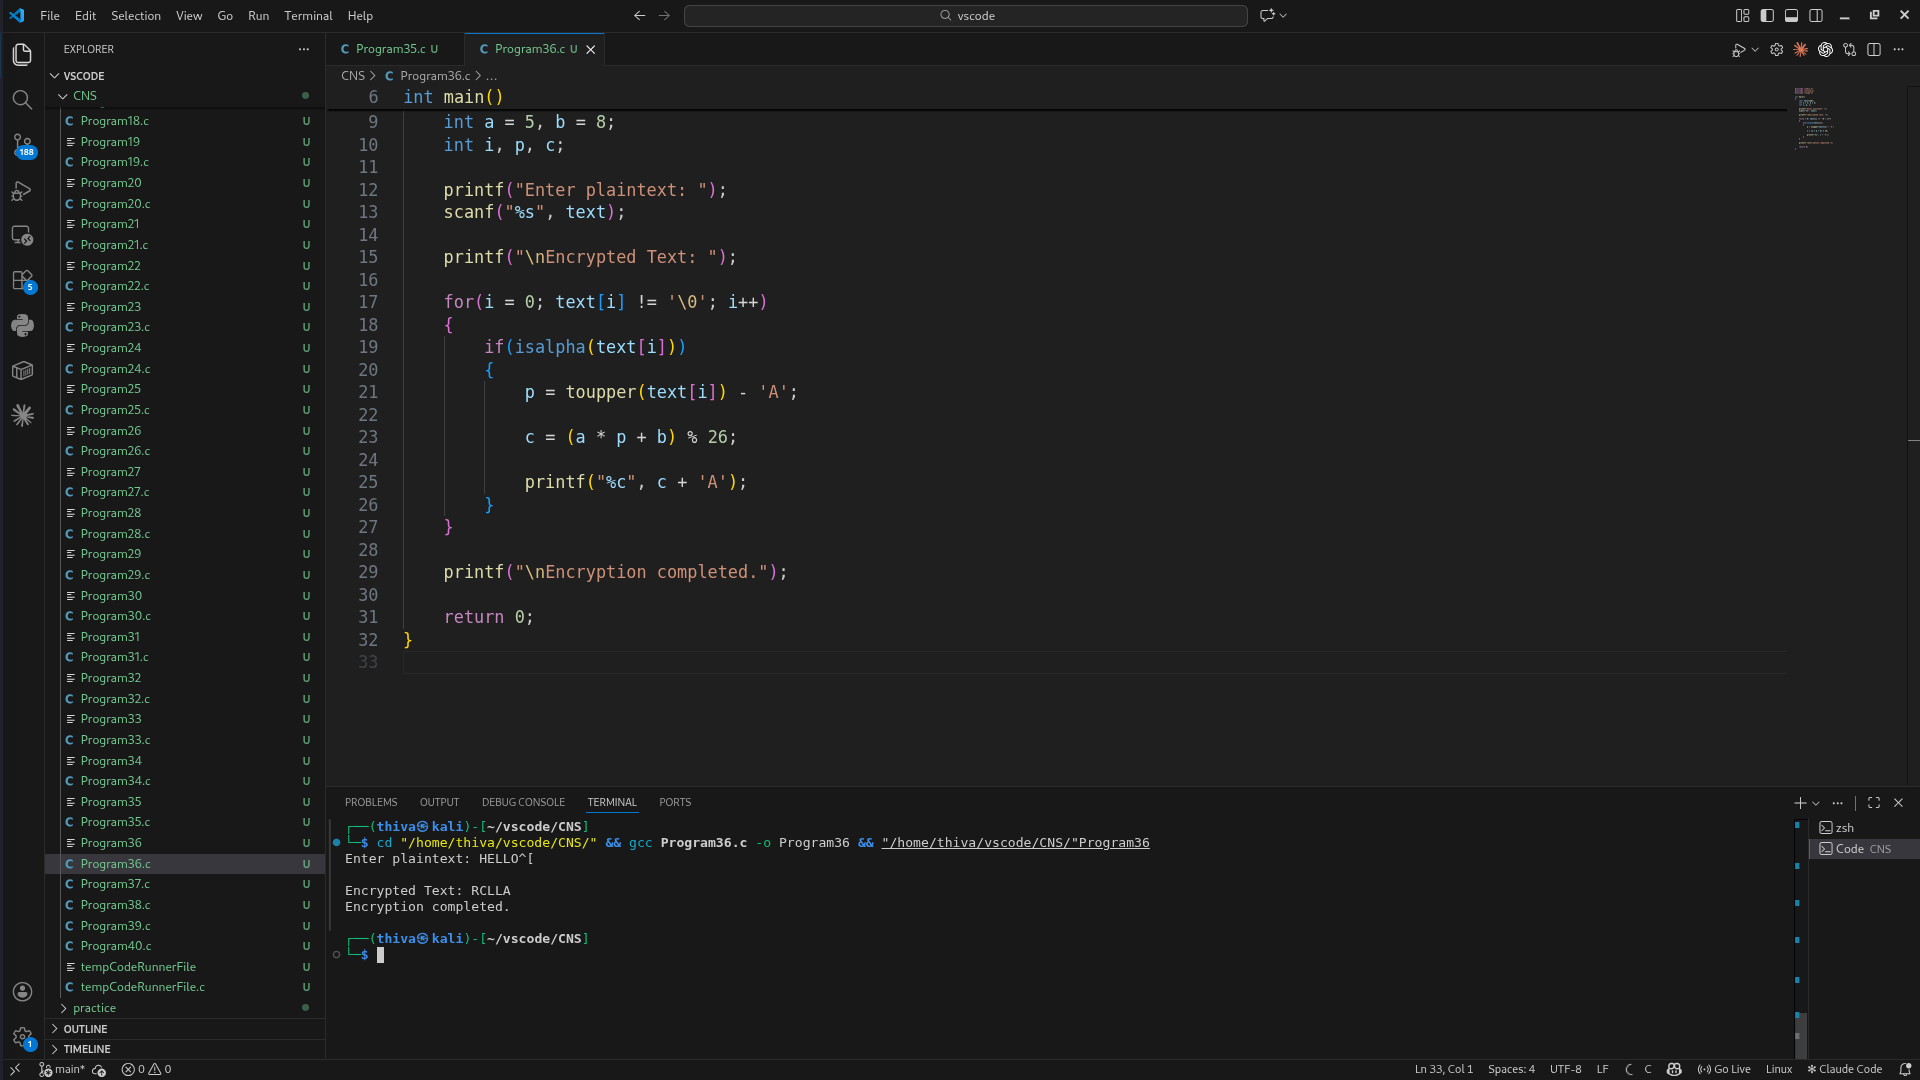 File Edit Selection View Go Run Terminal Help
vscode
EXPLORER
VSCODE
CNS
Program18.c U
Program19 U
Program19.c U
Program20 U
Program20.c U
Program21 U
Program21.c U
Program22 U
Program22.c U
Program23 U
Program23.c U
Program24 U
Program24.c U
Program25 U
Program25.c U
Program26 U
Program26.c U
Program27 U
Program27.c U
Program28 U
Program28.c U
Program29 U
Program29.c U
Program30 U
Program30.c U
Program31 U
Program31.c U
Program32 U
Program32.c U
Program33 U
Program33.c U
Program34 U
Program34.c U
Program35 U
Program35.c U
Program36 U
Program36.c U
Program37.c U
Program38.c U
Program39.c U
Program40.c U
tempCodeRunnerFile U
tempCodeRunnerFile.c U
practice
OUTLINE
TIMELINE
188
5
1
Program35.c U
Program36.c U
CNS > C Program36.c > ...
6 int main()
9 int a = 5, b = 8;
10 int i, p, c;
11
12 printf("Enter plaintext: ");
13 scanf("%s", text);
14
15 printf("\nEncrypted Text: ");
16
17 for(i = 0; text[i] != '\0'; i++)
18 {
19 if(isalpha(text[i]))
20 {
21 p = toupper(text[i]) - 'A';
22
23 c = (a * p + b) % 26;
24
25 printf("%c", c + 'A');
26 }
27 }
28
29 printf("\nEncryption completed.");
30
31 return 0;
32 }
33
PROBLEMS OUTPUT DEBUG CONSOLE TERMINAL PORTS
┌──(thiva㉿kali)-[~/vscode/CNS]
└─$ cd "/home/thiva/vscode/CNS/" && gcc Program36.c -o Program36 && "/home/thiva/vscode/CNS/"Program36
Enter plaintext: HELLO^[
Encrypted Text: RCLLA
Encryption completed.
┌──(thiva㉿kali)-[~/vscode/CNS]
└─$
zsh
Code CNS
main* 0 0
Ln 33, Col 1 Spaces: 4 UTF-8 LF C Go Live Linux Claude Code